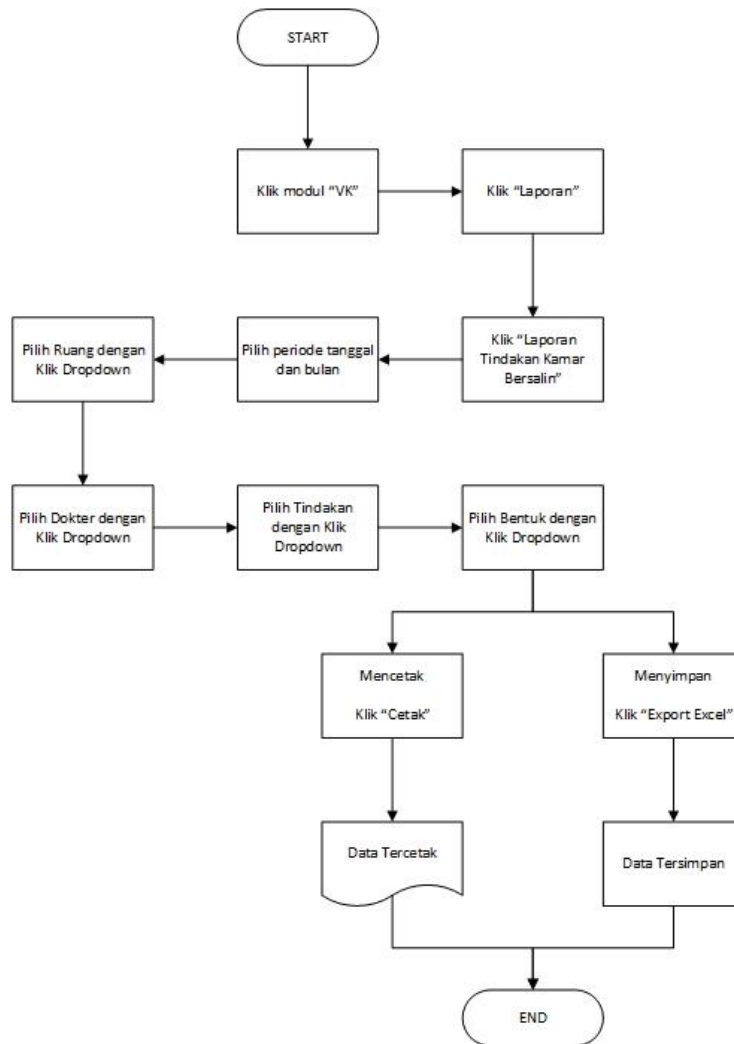 START
Klik modul “VK”
Klik “Laporan”
Klik “Laporan
Tindakan Kamar
Bersalin”
Pilih periode tanggal
dan bulan
Pilih Ruang dengan
Klik Dropdown
Pilih Dokter dengan
Klik Dropdown
Pilih Tindakan
dengan Klik
Dropdown
Pilih Bentuk dengan
Klik Dropdown
Mencetak
Klik “Cetak”
Menyimpan
Klik “Export Excel”
Data Tercetak
Data Tersimpan
END